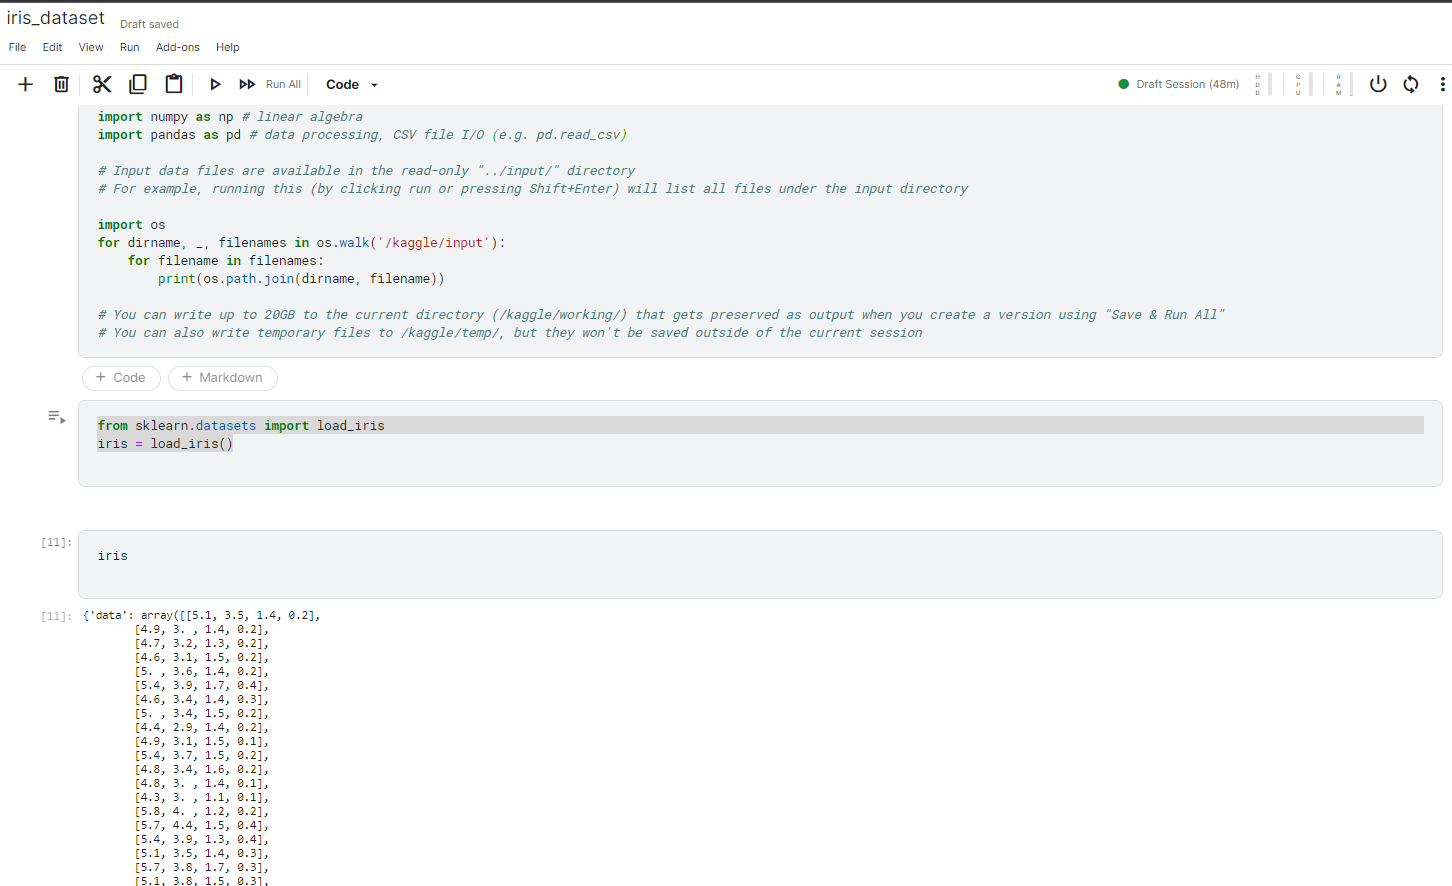 iris_dataset Draft saved
File Edit View Run Add-ons Help
Run All Code Draft Session (48m) HDD CPU RAM
import numpy as np # linear algebra
import pandas as pd # data processing, CSV file I/O (e.g. pd.read_csv)
# Input data files are available in the read-only "../input/" directory
# For example, running this (by clicking run or pressing Shift+Enter) will list all files under the input directory
import os
for dirname, _, filenames in os.walk('/kaggle/input'):
    for filename in filenames:
        print(os.path.join(dirname, filename))
# You can write up to 20GB to the current directory (/kaggle/working/) that gets preserved as output when you create a version using "Save & Run All"
# You can also write temporary files to /kaggle/temp/, but they won't be saved outside of the current session
+ Code + Markdown
from sklearn.datasets import load_iris
iris = load_iris()
[11]: iris
[11]: {'data': array([[5.1, 3.5, 1.4, 0.2],
[4.9, 3. , 1.4, 0.2],
[4.7, 3.2, 1.3, 0.2],
[4.6, 3.1, 1.5, 0.2],
[5. , 3.6, 1.4, 0.2],
[5.4, 3.9, 1.7, 0.4],
[4.6, 3.4, 1.4, 0.3],
[5. , 3.4, 1.5, 0.2],
[4.4, 2.9, 1.4, 0.2],
[4.9, 3.1, 1.5, 0.1],
[5.4, 3.7, 1.5, 0.2],
[4.8, 3.4, 1.6, 0.2],
[4.8, 3. , 1.4, 0.1],
[4.3, 3. , 1.1, 0.1],
[5.8, 4. , 1.2, 0.2],
[5.7, 4.4, 1.5, 0.4],
[5.4, 3.9, 1.3, 0.4],
[5.1, 3.5, 1.4, 0.3],
[5.7, 3.8, 1.7, 0.3],
[5.1, 3.8, 1.5, 0.3],